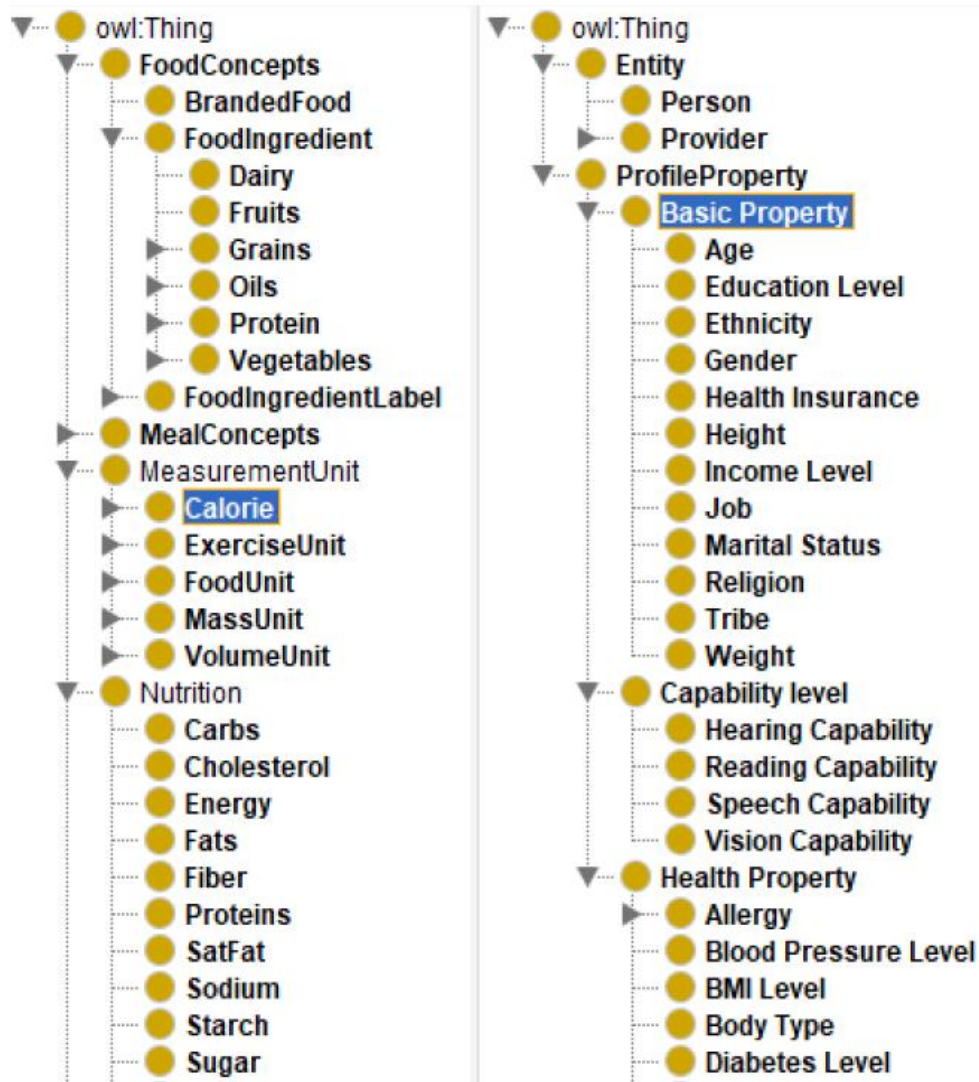 owl:Thing
FoodConcepts
BrandedFood
FoodIngredient
Dairy
Fruits
Grains
Oils
Protein
Vegetables
FoodIngredientLabel
MealConcepts
MeasurementUnit
Calorie
ExerciseUnit
FoodUnit
MassUnit
VolumeUnit
Nutrition
Carbs
Cholesterol
Energy
Fats
Fiber
Proteins
SatFat
Sodium
Starch
Sugar
owl:Thing
Entity
Person
Provider
ProfileProperty
Basic Property
Age
Education Level
Ethnicity
Gender
Health Insurance
Height
Income Level
Job
Marital Status
Religion
Tribe
Weight
Capability level
Hearing Capability
Reading Capability
Speech Capability
Vision Capability
Health Property
Allergy
Blood Pressure Level
BMI Level
Body Type
Diabetes Level